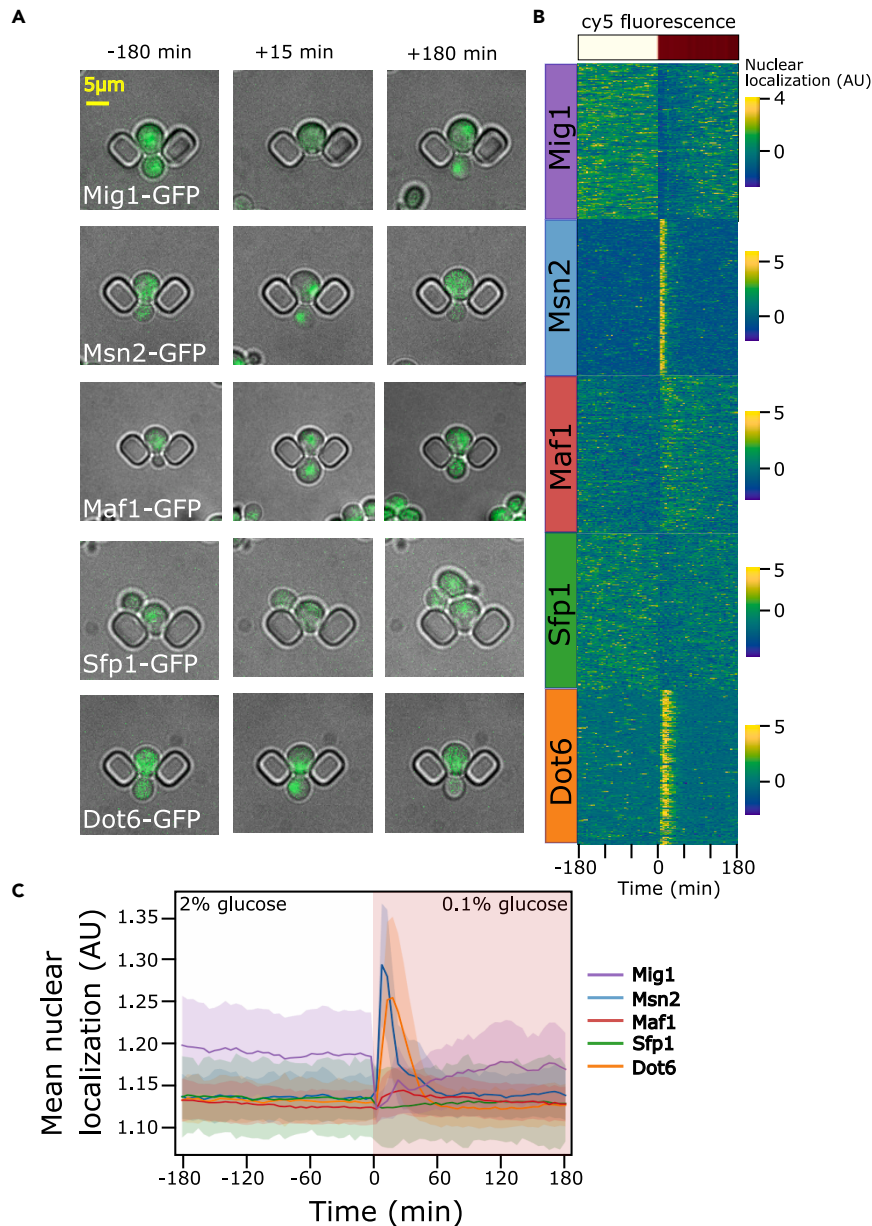 A
-180 min
+15 min
+180 min
5μm
Mig1-GFP
Msn2-GFP
Maf1-GFP
Sfp1-GFP
Dot6-GFP
B
cy5 fluorescence
Nuclear
localization (AU)
Mig1
4
0
Msn2
5
0
Maf1
5
0
Sfp1
5
0
Dot6
5
0
-180
0
180
Time (min)
C
2% glucose
0.1% glucose
Mean nuclear
localization (AU)
1.35
1.30
1.25
1.20
1.15
1.10
-180
-120
-60
0
60
120
180
Time (min)
Mig1
Msn2
Maf1
Sfp1
Dot6